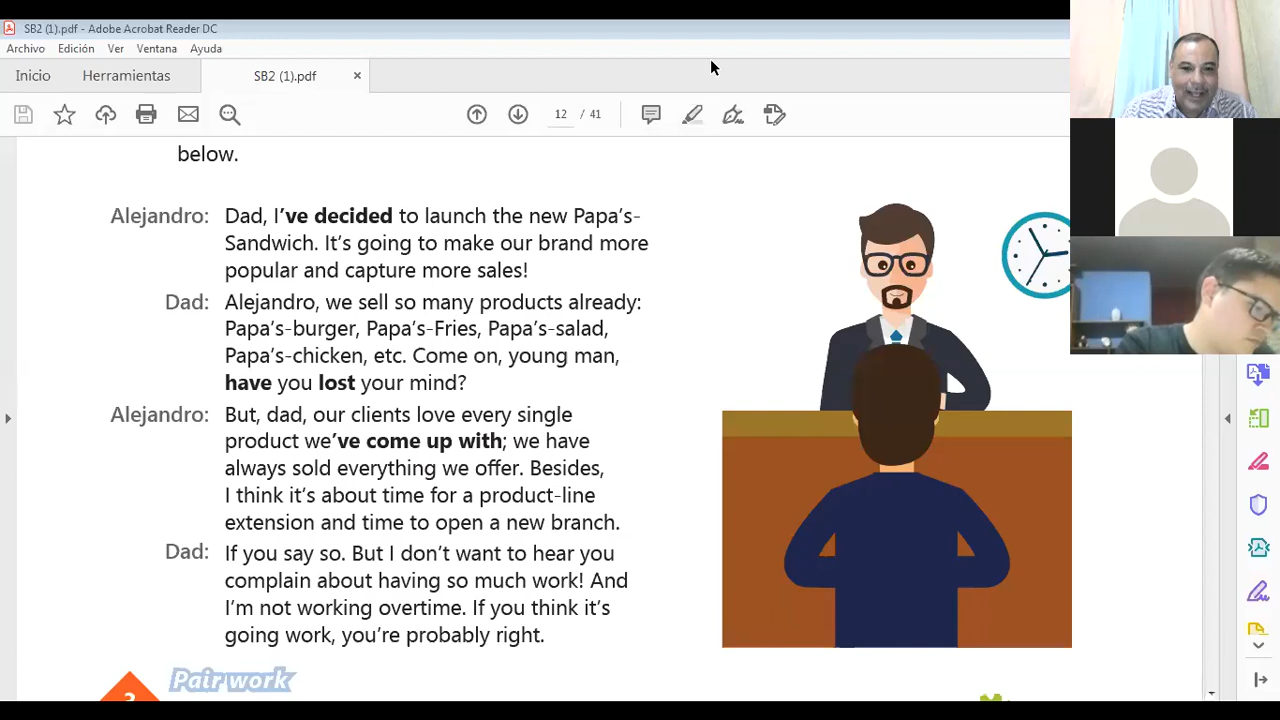 SB2 (1).pdf - Adobe Acrobat Reader DC
Archivo Edición Ver Ventana Ayuda
Inicio Herramientas SB2 (1).pdf ×
12 / 41
below.
Alejandro: Dad, I've decided to launch the new Papa's-
Sandwich. It's going to make our brand more
popular and capture more sales!
Dad: Alejandro, we sell so many products already:
Papa's-burger, Papa's-Fries, Papa's-salad,
Papa's-chicken, etc. Come on, young man,
have you lost your mind?
Alejandro: But, dad, our clients love every single
product we've come up with; we have
always sold everything we offer. Besides,
I think it's about time for a product-line
extension and time to open a new branch.
Dad: If you say so. But I don't want to hear you
complain about having so much work! And
I'm not working overtime. If you think it's
going work, you're probably right.
3 Pair work